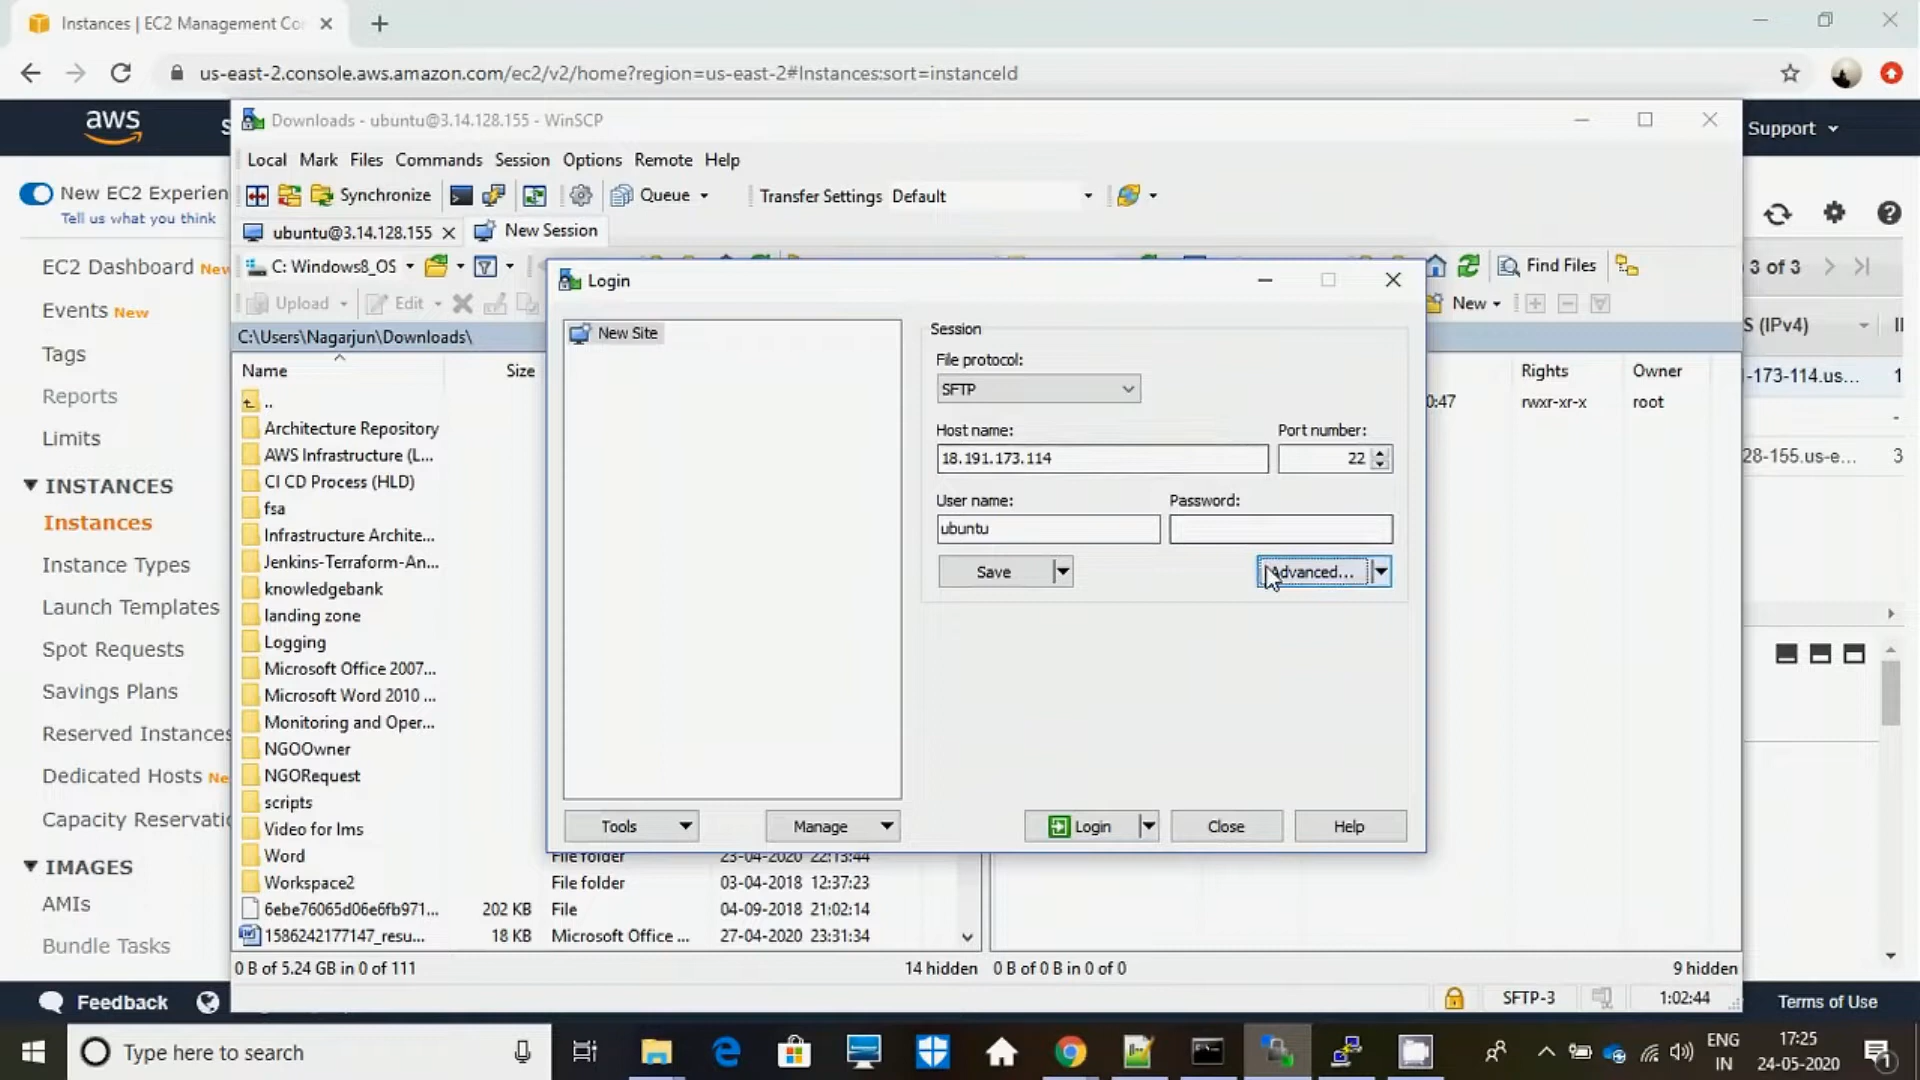 Instances | EC2 Management Co
us-east-2.console.aws.amazon.com/ec2/v2/home?region=us-east-2#Instances:sort=instanceId
aws
S
Downloads - ubuntu@3.14.128.155 - WinSCP
Support
Local Mark Files Commands Session Options Remote Help
New EC2 Experien
Tell us what you think
Synchronize
Queue
Transfer Settings Default
ubuntu@3.14.128.155
New Session
EC2 Dashboard New
Events New
Tags
Reports
Limits
INSTANCES
Instances
Instance Types
Launch Templates
Spot Requests
Savings Plans
Reserved Instances
Dedicated Hosts Ne
Capacity Reservatio
IMAGES
AMIs
Bundle Tasks
C: Windows8_OS
Upload
Edit
C:\Users\Nagarjun\Downloads\
Name
Size
..
Architecture Repository
AWS Infrastructure (L...
CI CD Process (HLD)
fsa
Infrastructure Archite...
Jenkins-Terraform-An...
knowledgebank
landing zone
Logging
Microsoft Office 2007...
Microsoft Word 2010 ...
Monitoring and Oper...
NGOOwner
NGORequest
scripts
Video for lms
Word File folder 23-04-2020 22:13:44
Workspace2 File folder 03-04-2018 12:37:23
6ebe76065d06e6fb971... 202 KB File 04-09-2018 21:02:14
1586242177147_resu... 18 KB Microsoft Office ... 27-04-2020 23:31:34
Login
New Site
Session
File protocol:
SFTP
Host name:
Port number:
18.191.173.114
22
User name:
Password:
ubuntu
Save
Advanced...
Tools
Manage
Login
Close
Help
Find Files
New
Rights
Owner
0:47 rwxr-xr-x root
3 of 3
S (IPv4)
-173-114.us... 1
-
28-155.us-e... 3
0 B of 5.24 GB in 0 of 111
14 hidden
0 B of 0 B in 0 of 0
9 hidden
SFTP-3
1:02:44
Feedback
Terms of Use
Type here to search
ENG
IN
17:25
24-05-2020
1